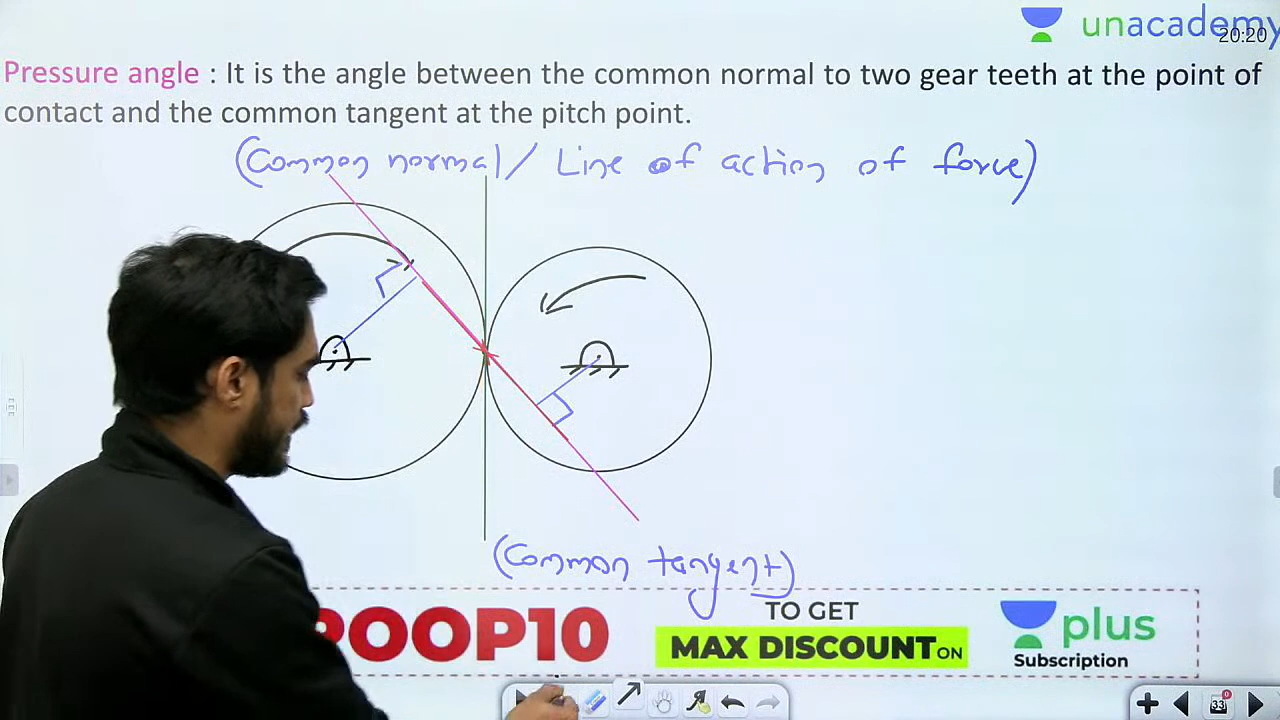 unacademy
20:20
Pressure angle : It is the angle between the common normal to two gear teeth at the point of
contact and the common tangent at the pitch point.
(Common normal / Line of action of force)
(Common tangent)
OOP10
TO GET
MAX DISCOUNT ON
plus
Subscription
33